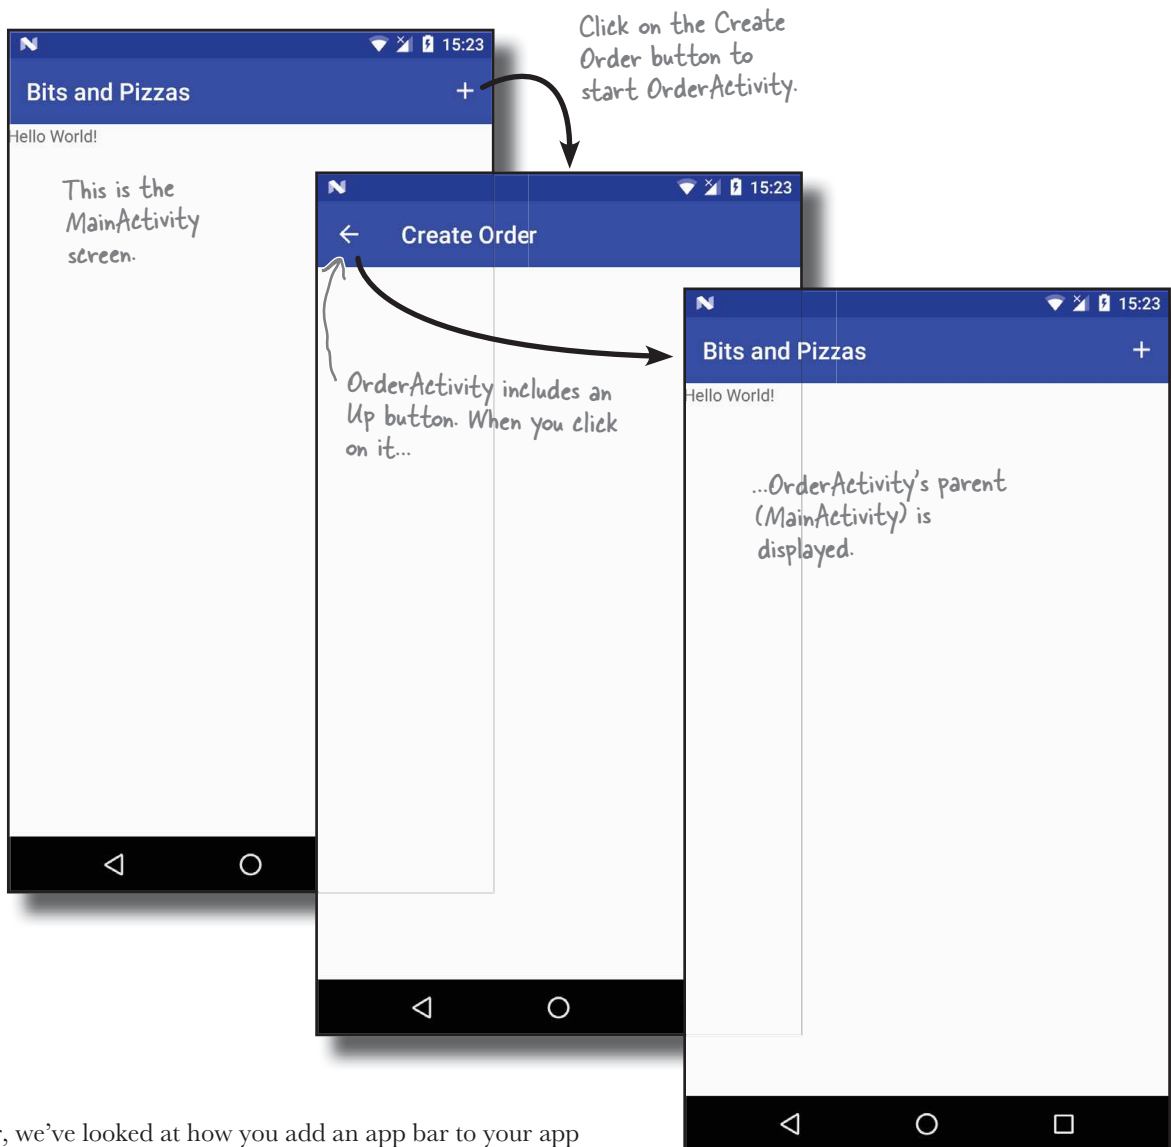 Click on the Create
Order button to
start OrderActivity.
15:23
Bits and Pizzas
Hello World!
This is the
MainActivity
screen.
15:23
Create Order
OrderActivity includes an
Up button. When you click
on it...
15:23
Bits and Pizzas
Hello World!
...OrderActivity's parent
(MainActivity) is
displayed.
, we've looked at how you add an app bar to your app